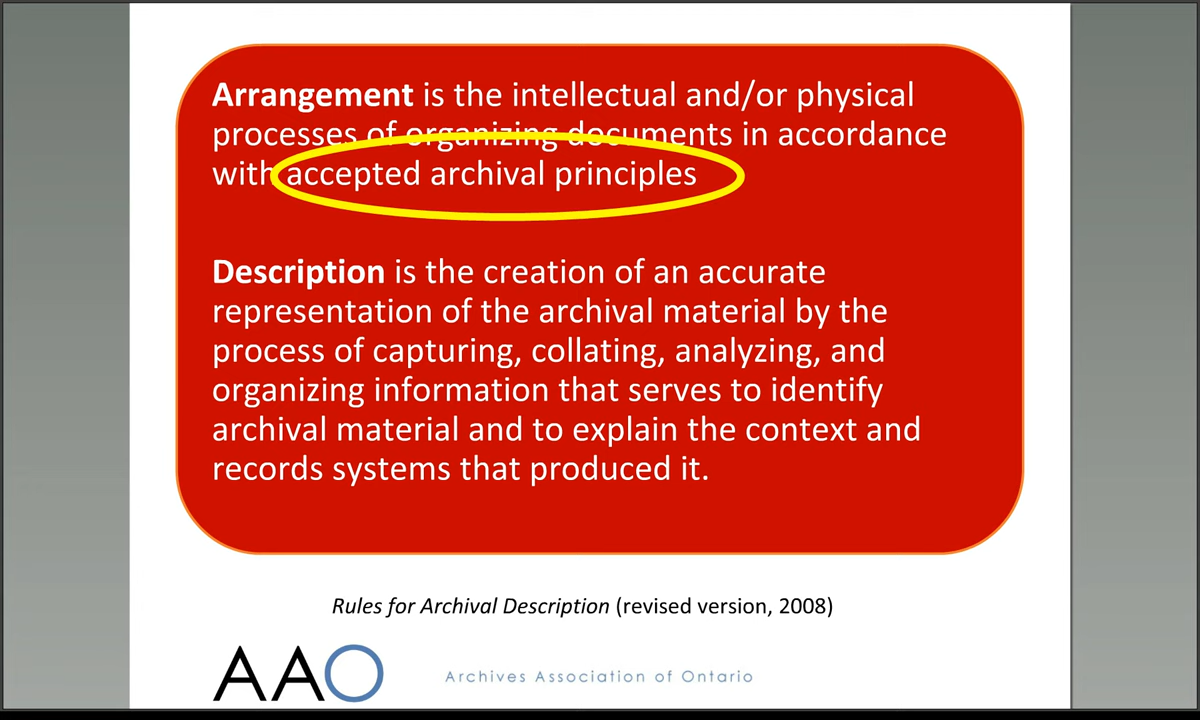 Arrangement is the intellectual and/or physical
processes of organizing documents in accordance
with accepted archival principles
Description is the creation of an accurate
representation of the archival material by the
process of capturing, collating, analyzing, and
organizing information that serves to identify
archival material and to explain the context and
records systems that produced it.
Rules for Archival Description (revised version, 2008)
AAO
Archives Association of Ontario